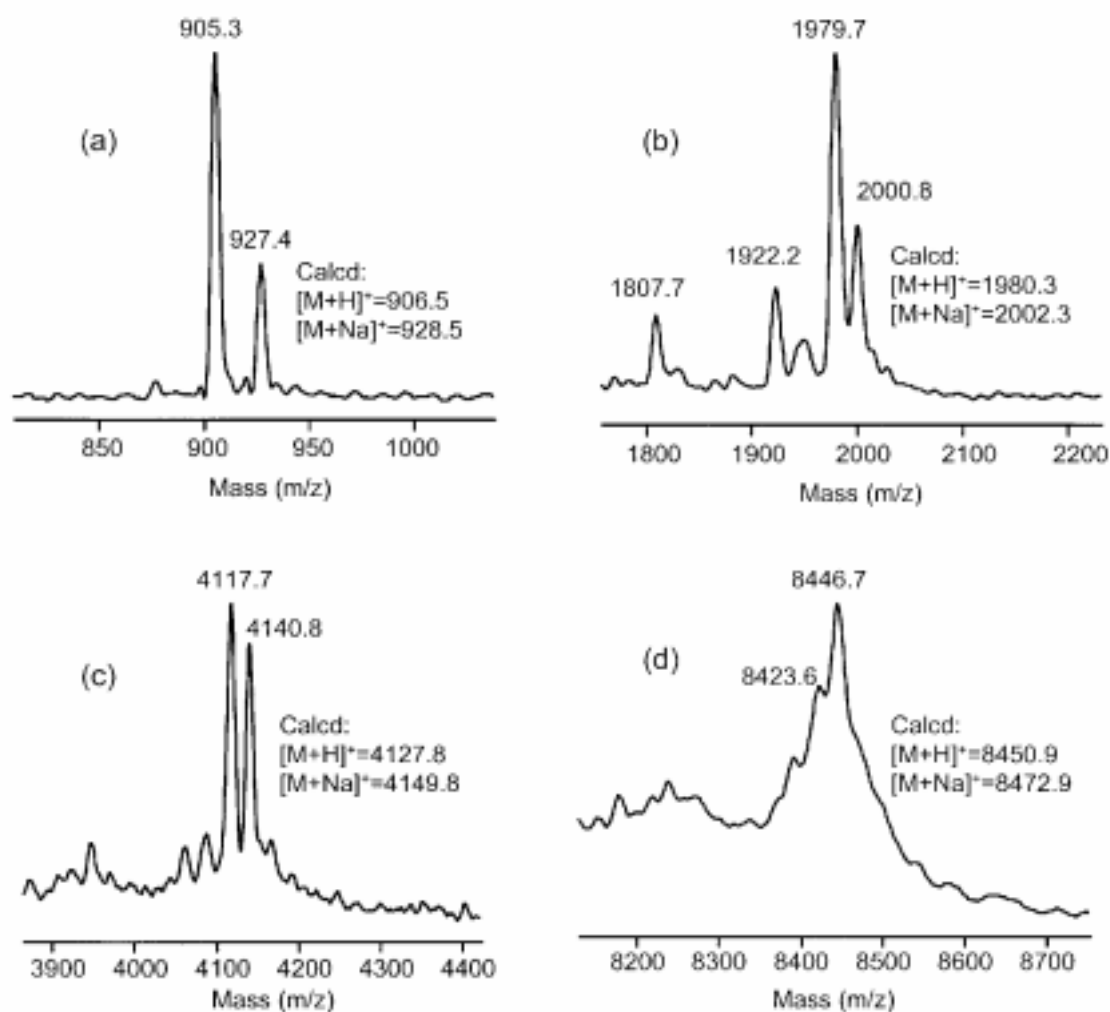 905.3
(a)
927.4
Calcd:
[M+H]⁺=906.5
[M+Na]⁺=928.5
850 900 950 1000
Mass (m/z)
1979.7
(b)
2000.8
1922.2
1807.7
Calcd:
[M+H]⁺=1980.3
[M+Na]⁺=2002.3
1800 1900 2000 2100 2200
Mass (m/z)
4117.7
4140.8
(c)
Calcd:
[M+H]⁺=4127.8
[M+Na]⁺=4149.8
3900 4000 4100 4200 4300 4400
Mass (m/z)
8446.7
(d)
8423.6
Calcd:
[M+H]⁺=8450.9
[M+Na]⁺=8472.9
8200 8300 8400 8500 8600 8700
Mass (m/z)